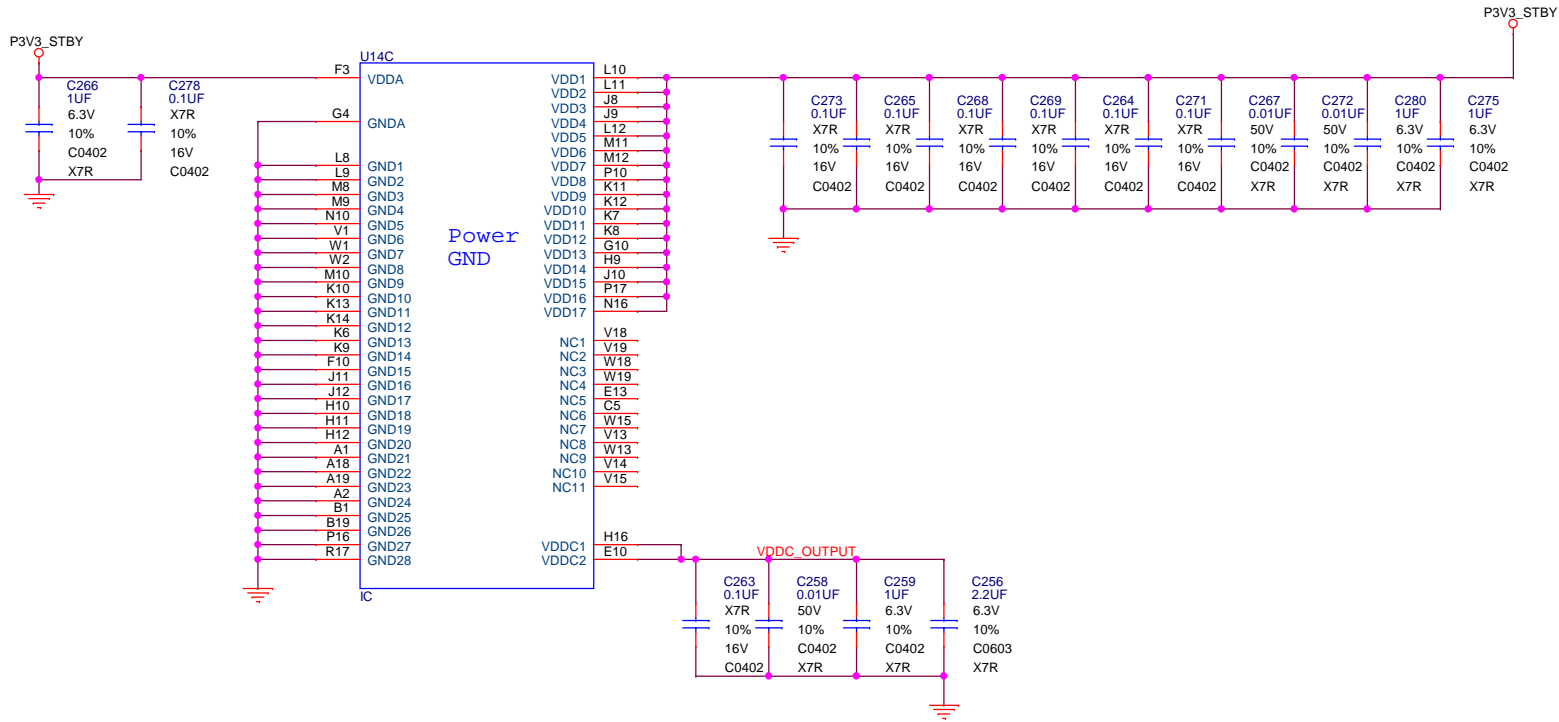 P3V3_STBY
P3V3_STBY
C266
1UF
6.3V
10%
C0402
X7R
C278
0.1UF
X7R
10%
16V
C0402
U14C
Power
GND
IC
F3 VDDA
G4 GNDA
L8 GND1
L9 GND2
M8 GND3
M9 GND4
N10 GND5
V1 GND6
W1 GND7
W2 GND8
M10 GND9
K10 GND10
K13 GND11
K14 GND12
K6 GND13
K9 GND14
F10 GND15
J11 GND16
J12 GND17
H10 GND18
H11 GND19
H12 GND20
A1 GND21
A18 GND22
A19 GND23
A2 GND24
B1 GND25
B19 GND26
P16 GND27
R17 GND28
VDD1 L10
VDD2 L11
VDD3 J8
VDD4 J9
VDD5 L12
VDD6 M11
VDD7 M12
VDD8 P10
VDD9 K11
VDD10 K12
VDD11 K7
VDD12 K8
VDD13 G10
VDD14 H9
VDD15 J10
VDD16 P17
VDD17 N16
NC1 V18
NC2 V19
NC3 W18
NC4 W19
NC5 E13
NC6 C5
NC7 W15
NC8 V13
NC9 W13
NC10 V14
NC11 V15
VDDC1 H16
VDDC2 E10
VDDC_OUTPUT
C273
0.1UF
X7R
10%
16V
C0402
C265
0.1UF
X7R
10%
16V
C0402
C268
0.1UF
X7R
10%
16V
C0402
C269
0.1UF
X7R
10%
16V
C0402
C264
0.1UF
X7R
10%
16V
C0402
C271
0.1UF
X7R
10%
16V
C0402
C267
0.01UF
50V
10%
C0402
X7R
C272
0.01UF
50V
10%
C0402
X7R
C280
1UF
6.3V
10%
C0402
X7R
C275
1UF
6.3V
10%
C0402
X7R
C263
0.1UF
X7R
10%
16V
C0402
C258
0.01UF
50V
10%
C0402
X7R
C259
1UF
6.3V
10%
C0402
X7R
C256
2.2UF
6.3V
10%
C0603
X7R